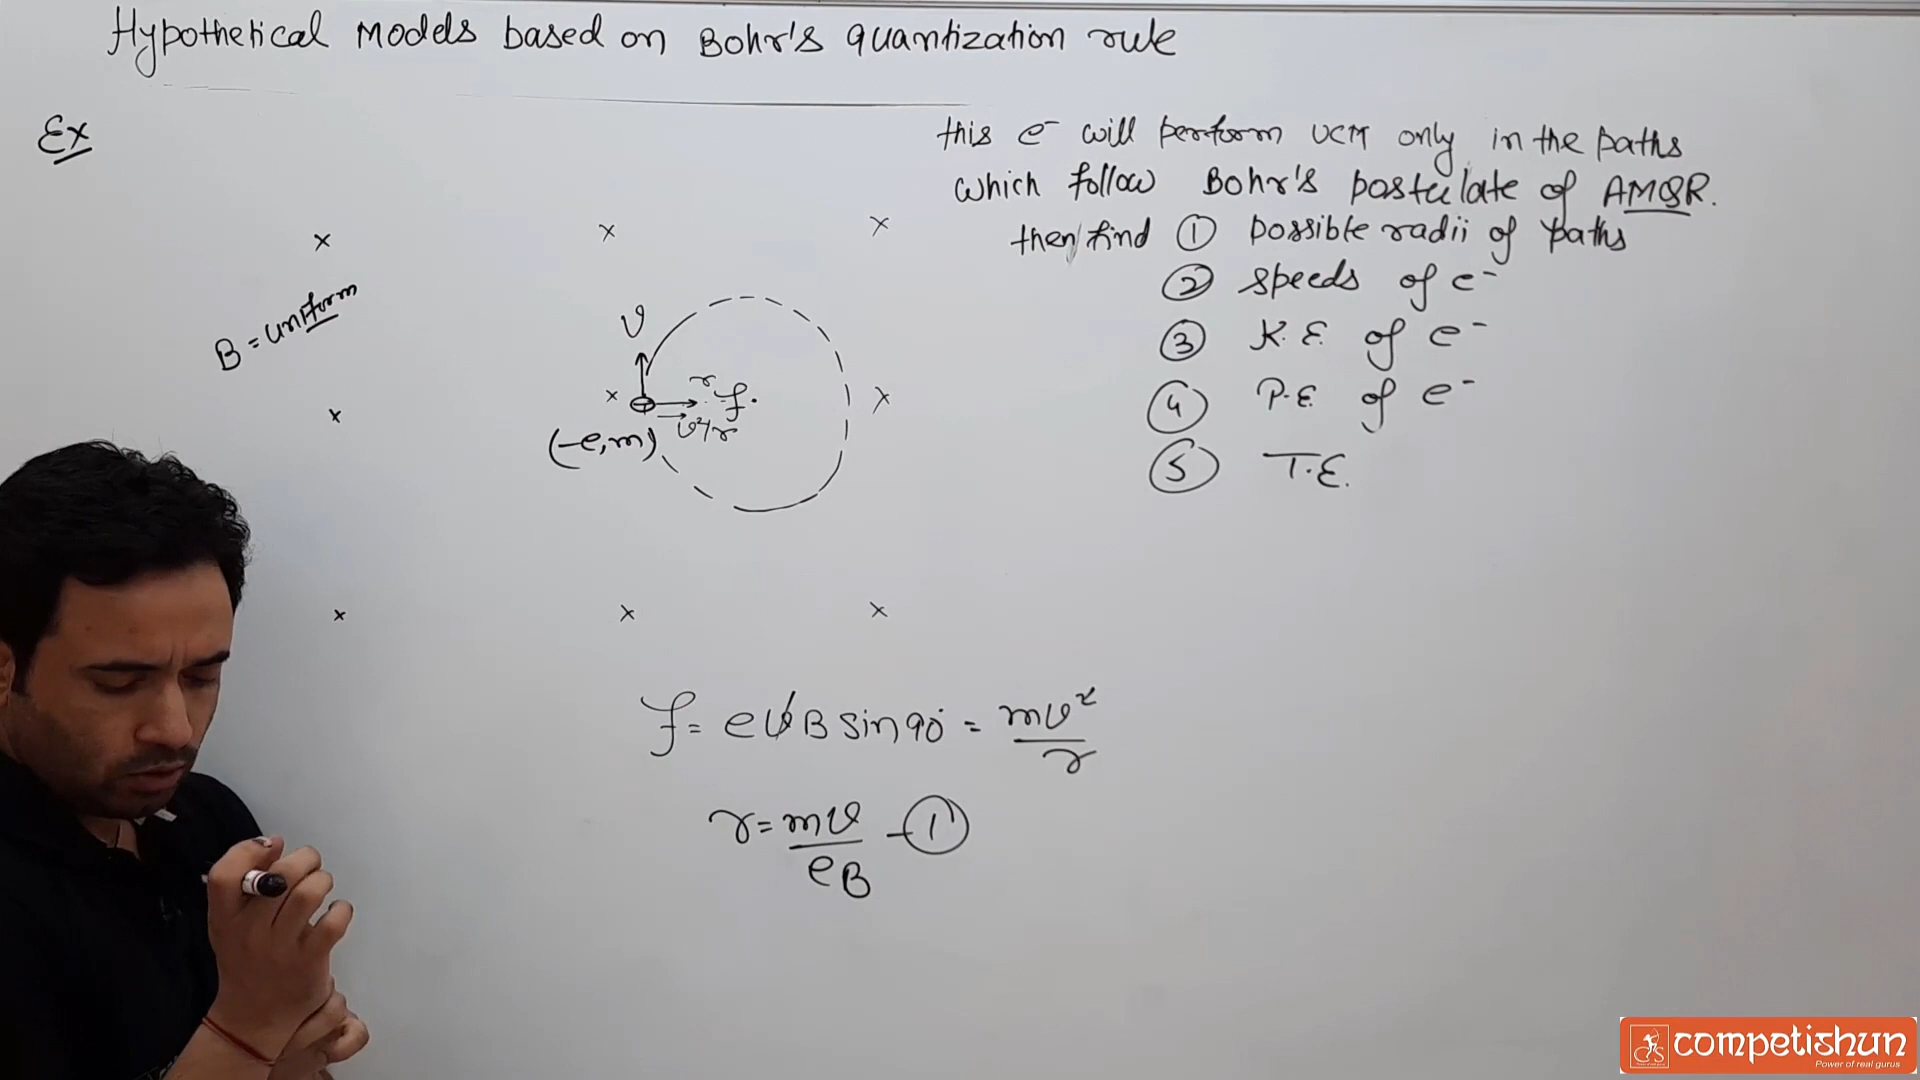 Hypothetical Models based on Bohr's quantization rule
Ex
this e⁻ will perform UCM only in the paths
which follow Bohr's postulate of AMQR.
then find ① possible radii of paths
② speeds of e⁻
③ K.E. of e⁻
④ P.E. of e⁻
⑤ T.E.
× × ×
B = uniform
v
× r f ×
×
(-e, m) v²/r
× × ×
f = evB sin90° = mv²/r
r = mv/eB - ①
competishun
Power of real gurus